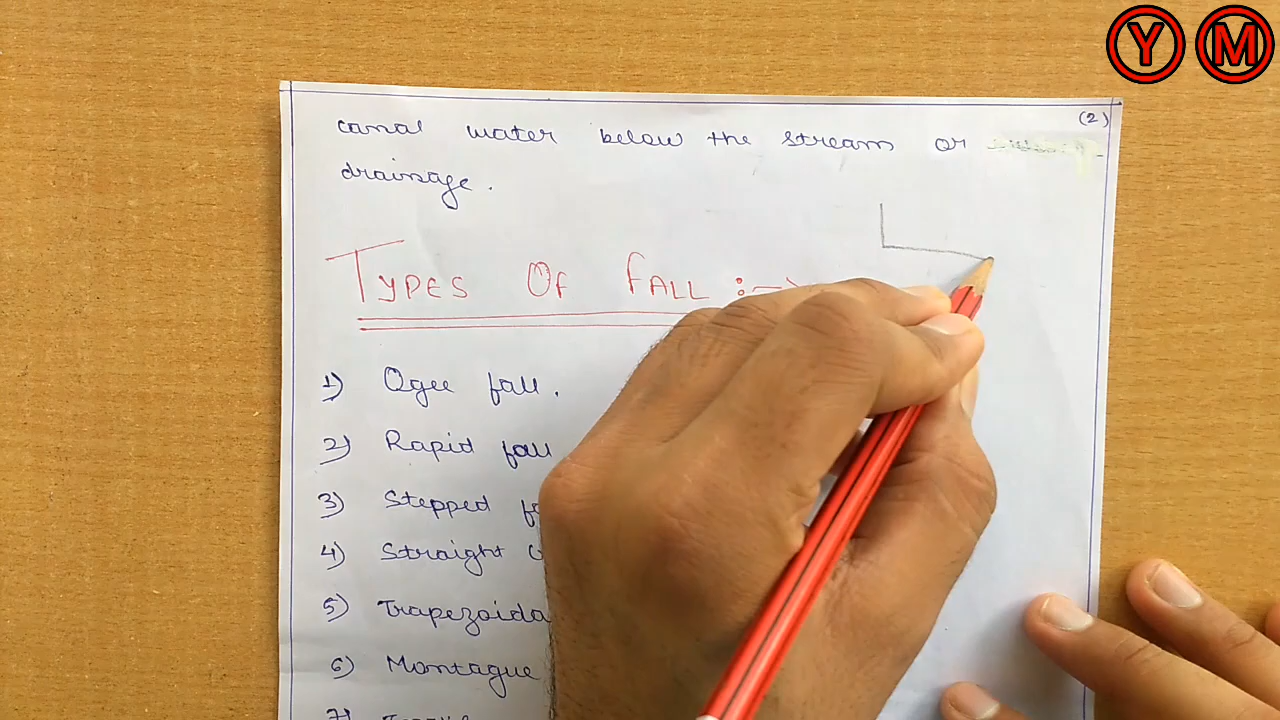 Y M
(2)
canal water below the stream or
drainage.
TYPES OF FALL :->
1) Ogee fall.
2) Rapid fall
3) Stepped
4) Straight
5)
6) Montague
7)